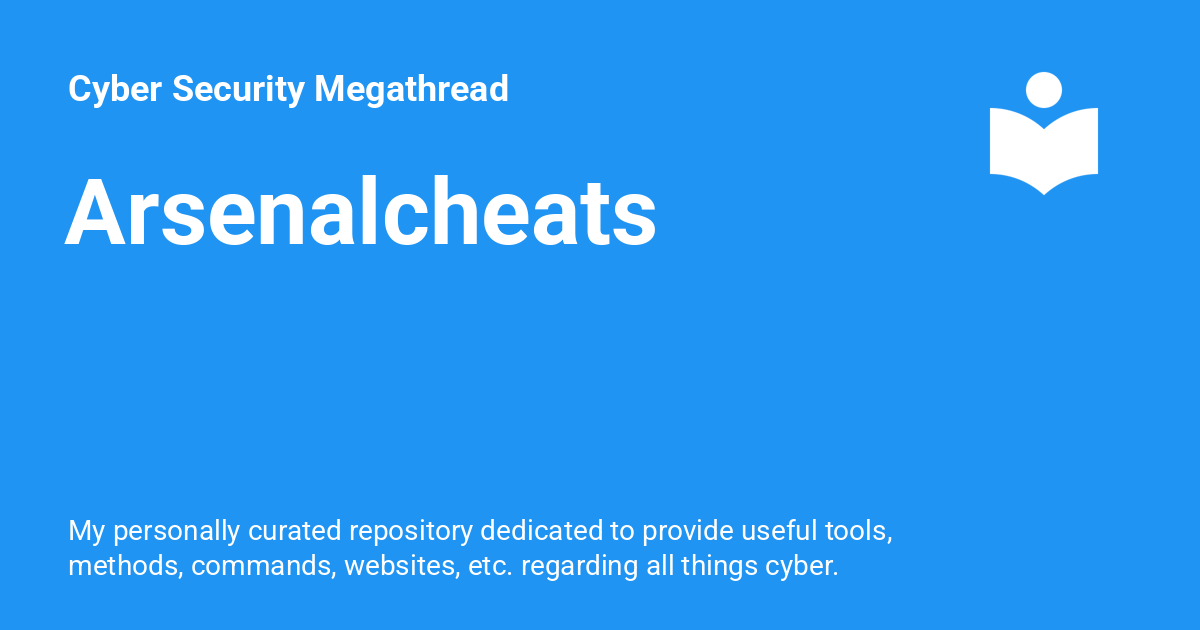 Cyber Security Megathread
Arsenalcheats
My personally curated repository dedicated to provide useful tools,
methods, commands, websites, etc. regarding all things cyber.